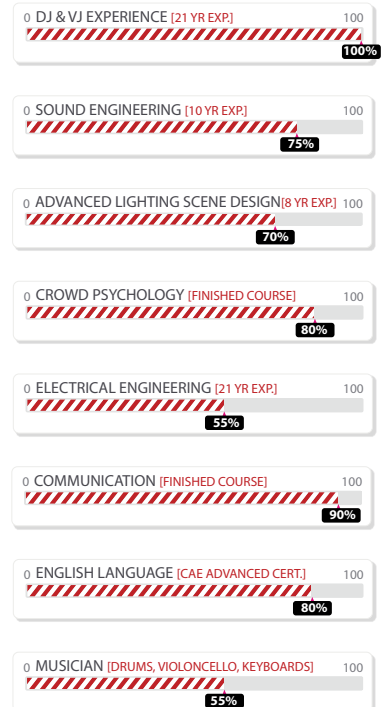 0 DJ & VJ EXPERIENCE [21 YR EXP.] 100
100%
0 SOUND ENGINEERING [10 YR EXP.] 100
75%
0 ADVANCED LIGHTING SCENE DESIGN[8 YR EXP.] 100
70%
0 CROWD PSYCHOLOGY [FINISHED COURSE] 100
80%
0 ELECTRICAL ENGINEERING [21 YR EXP.] 100
55%
0 COMMUNICATION [FINISHED COURSE] 100
90%
0 ENGLISH LANGUAGE [CAE ADVANCED CERT.] 100
80%
0 MUSICIAN [DRUMS, VIOLONCELLO, KEYBOARDS] 100
55%